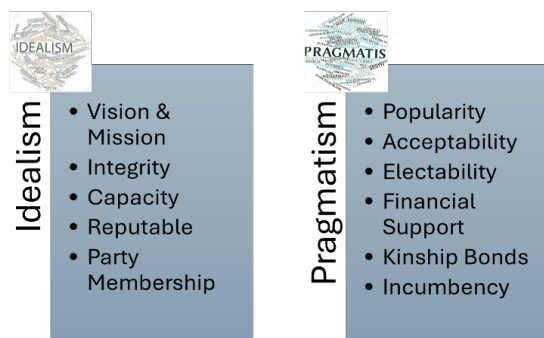 IDEALISM
Idealism
• Vision &
Mission
• Integrity
• Capacity
• Reputable
• Party
Membership
PRAGMATIS
Pragmatism
• Popularity
• Acceptability
• Electability
• Financial
Support
• Kinship Bonds
• Incumbency